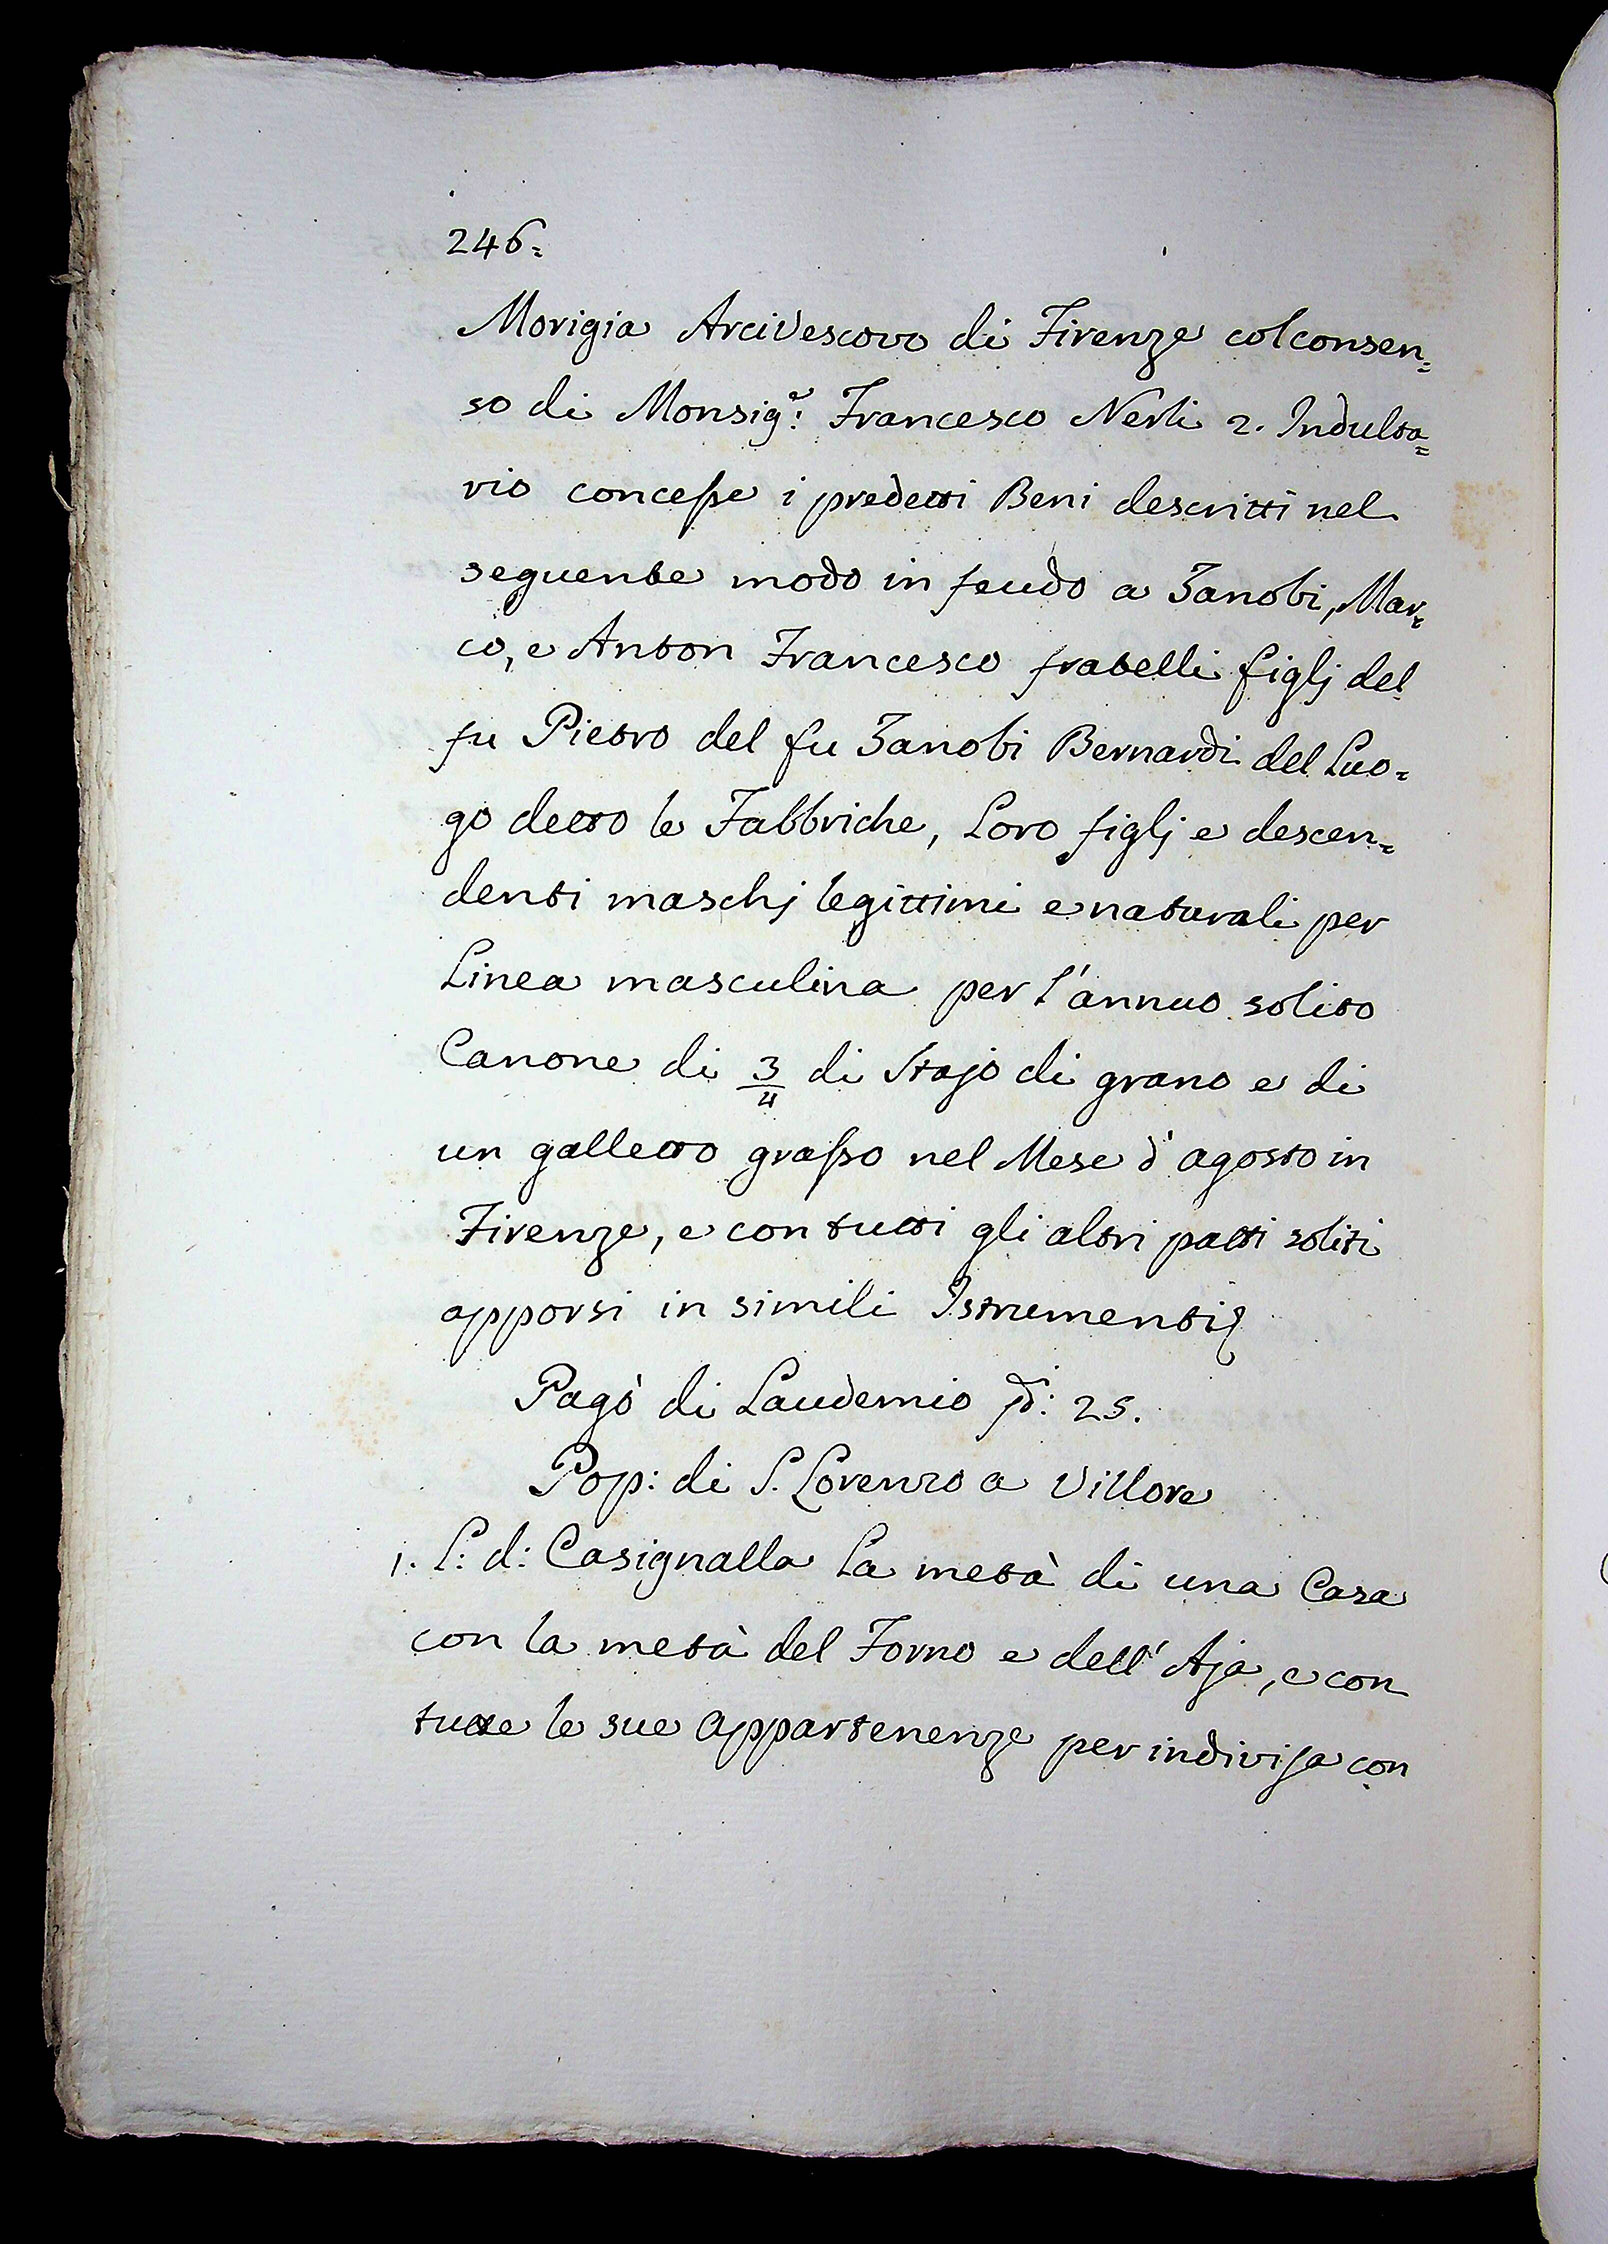 246=
Morigia Arcivescovo di Firenze col consen=
so di Monsig.e Francesco Nerli 2. Indulta=
rio concesse i predetti Beni descritti nel
seguente modo in feudo a Zanobi, Mar=
co, e Anton Francesco fratelli figlj del
fu Pietro del fu Zanobi Bernardi del Luo=
go detto le Fabbriche, Loro figlj e descen=
denti maschj legittimi e naturali per
Linea masculina per l'annuo solito
Canone di 3/4 di Stajo di grano e di
un galletto grasso nel Mese d'agosto in
Firenze, e con tutti gli altri patti soliti
apporsi in simili Istrumenti
Pagò di Laudemio 25.
Pop: di S. Lorenzo a Villore
1. L: d: Casignalla La metà di una Casa
con la metà del Forno e dell'Aja, e con
tutte le sue appartenenze per indivisa con